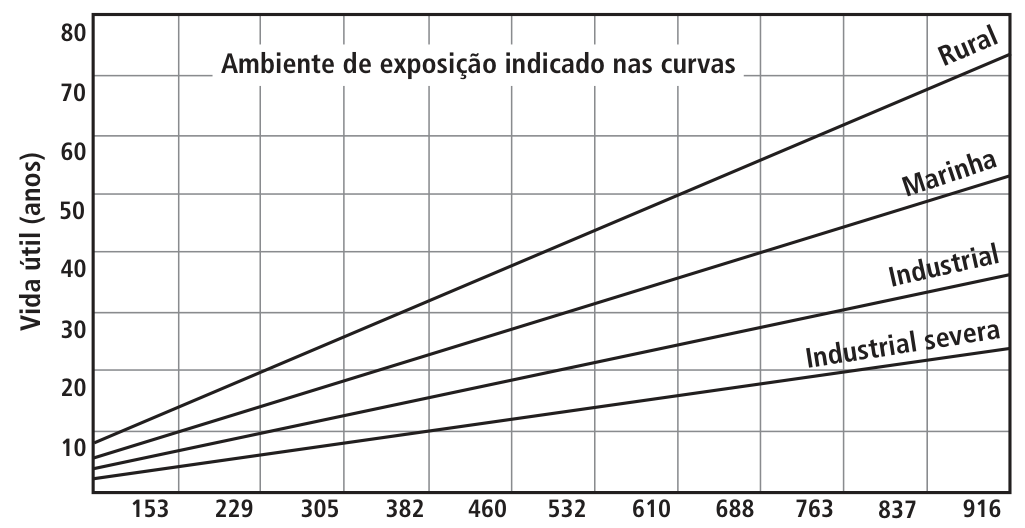 80
Rural
Ambiente de exposição indicado nas curvas
70
60
Marinha
50
Vida útil (anos)
40
Industrial
30
Industrial severa
20
10
153 229 305 382 460 532 610 688 763 837 916